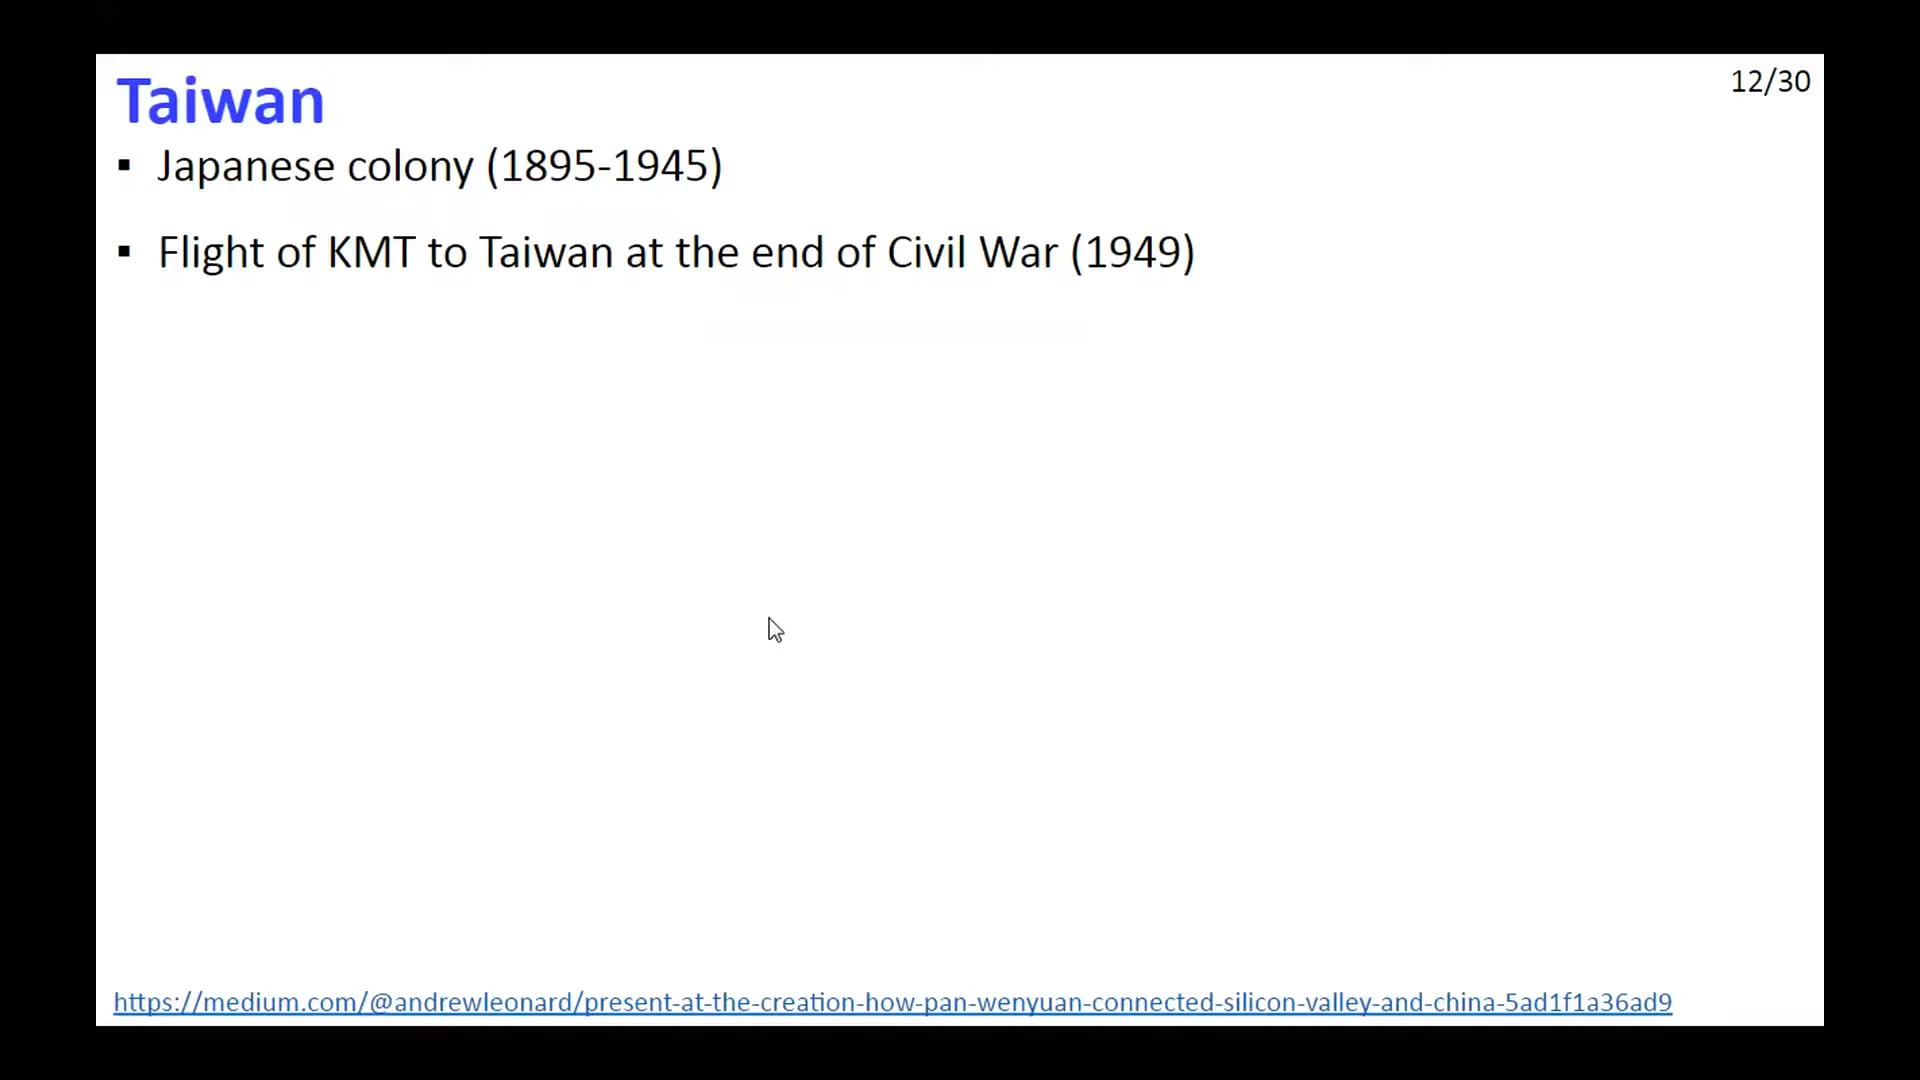 Taiwan
12/30
▪ Japanese colony (1895-1945)
▪ Flight of KMT to Taiwan at the end of Civil War (1949)
https://medium.com/@andrewleonard/present-at-the-creation-how-pan-wenyuan-connected-silicon-valley-and-china-5ad1f1a36ad9